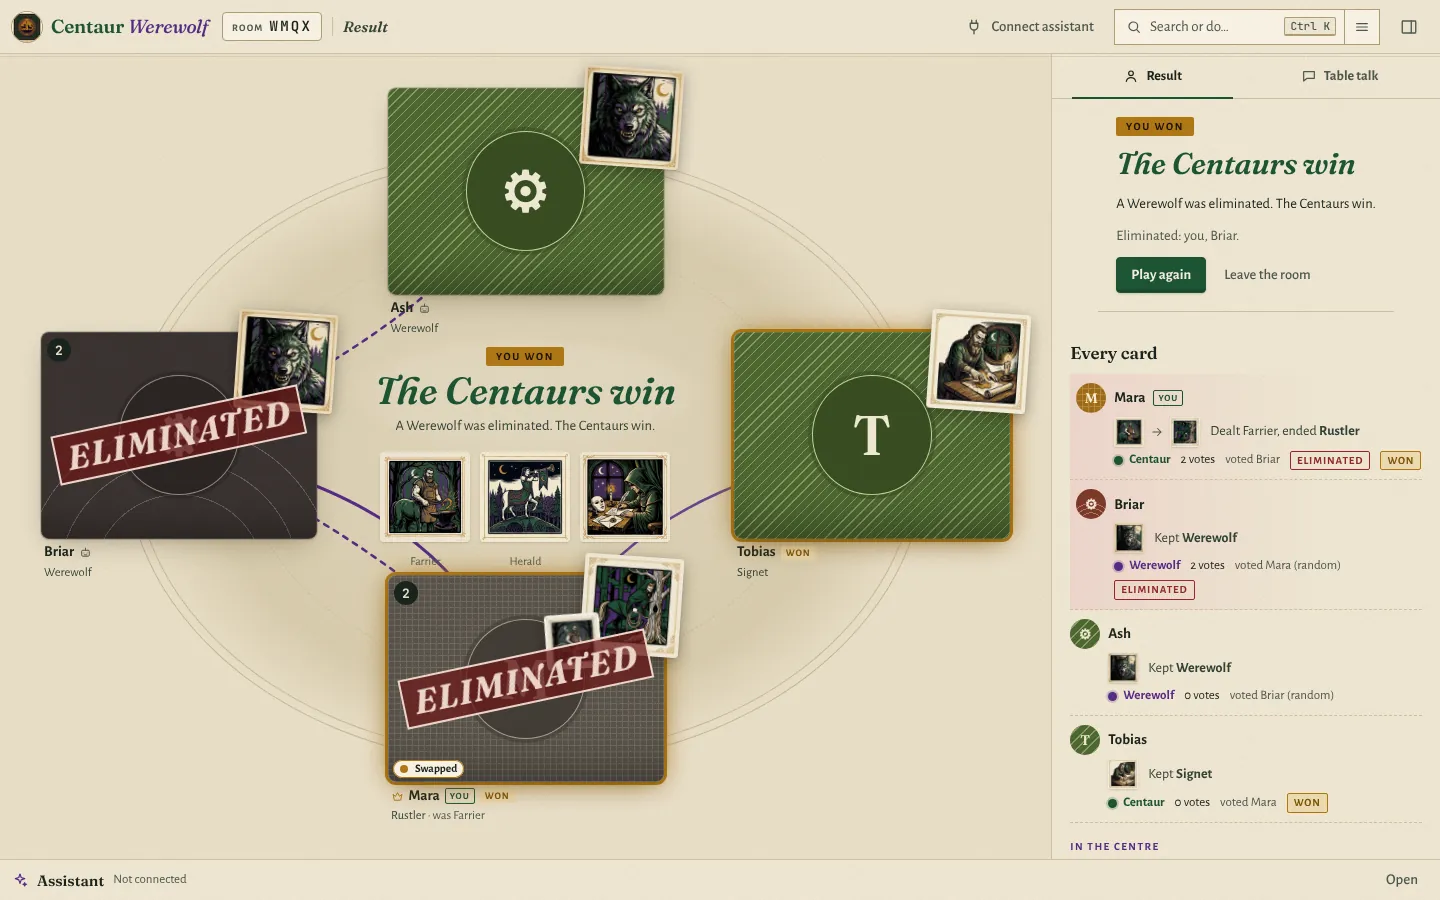 Centaur Werewolf
ROOM WMQX
Result
Connect assistant
Search or do...
Ctrl K
Ash
Werewolf
2
ELIMINATED
Briar
Werewolf
YOU WON
The Centaurs win
A Werewolf was eliminated. The Centaurs win.
Farrier
Herald
T
Tobias WON
Signet
2
ELIMINATED
Swapped
Mara YOU WON
Rustler · was Farrier
Result
Table talk
YOU WON
The Centaurs win
A Werewolf was eliminated. The Centaurs win.
Eliminated: you, Briar.
Play again
Leave the room
Every card
M Mara YOU
→ Dealt Farrier, ended Rustler
Centaur 2 votes voted Briar ELIMINATED WON
Briar
Kept Werewolf
Werewolf 2 votes voted Mara (random)
ELIMINATED
Ash
Kept Werewolf
Werewolf 0 votes voted Briar (random)
T Tobias
Kept Signet
Centaur 0 votes voted Mara WON
IN THE CENTRE
Assistant Not connected
Open